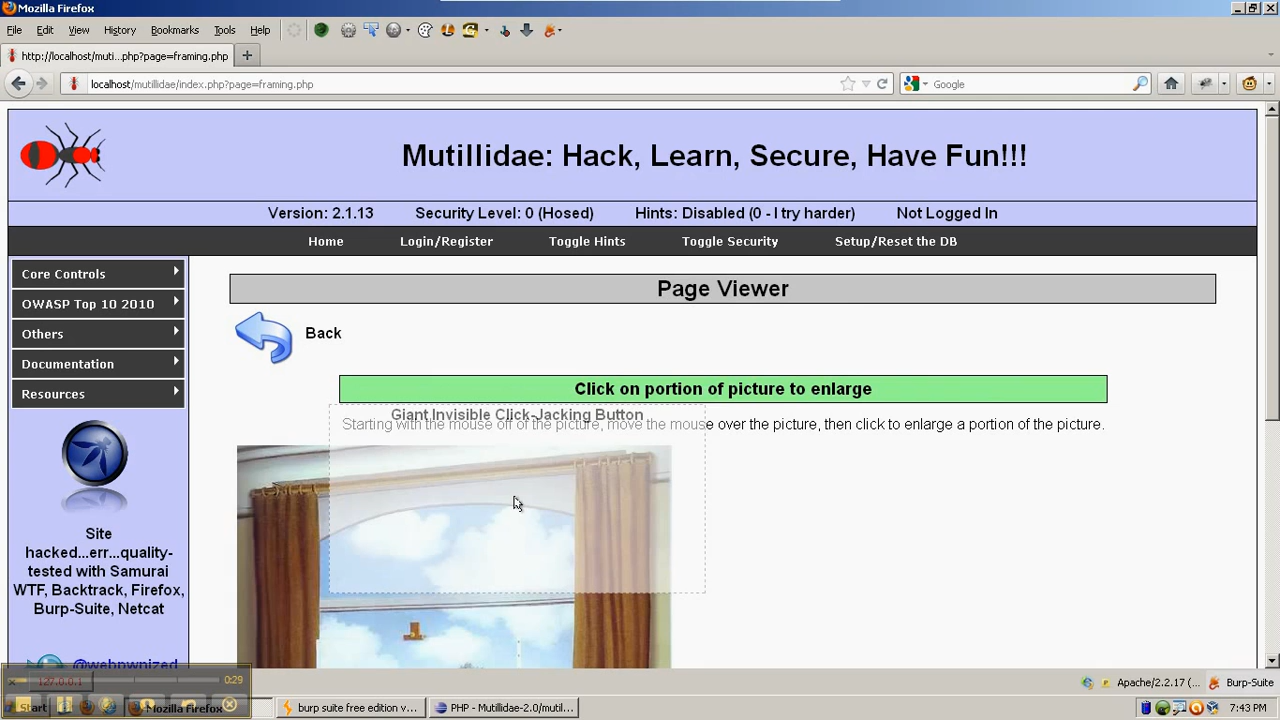 Mozilla Firefox
File Edit View History Bookmarks Tools Help
http://localhost/muti...php?page=framing.php
localhost/mutillidae/index.php?page=framing.php
Google
Mutillidae: Hack, Learn, Secure, Have Fun!!!
Version: 2.1.13 Security Level: 0 (Hosed) Hints: Disabled (0 - I try harder) Not Logged In
Home Login/Register Toggle Hints Toggle Security Setup/Reset the DB
Core Controls
OWASP Top 10 2010
Others
Documentation
Resources
Site
hacked...err...quality-
tested with Samurai
WTF, Backtrack, Firefox,
Burp-Suite, Netcat
@webpwnized
Page Viewer
Back
Click on portion of picture to enlarge
Giant Invisible Click-Jacking Button
Starting with the mouse off of the picture, move the mouse over the picture, then click to enlarge a portion of the picture.
127.0.0.1
0:29
Apache/2.2.17 (... Burp-Suite
Start
Mozilla Firefox
burp suite free edition v...
PHP - Mutillidae-2.0/mutil...
7:43 PM